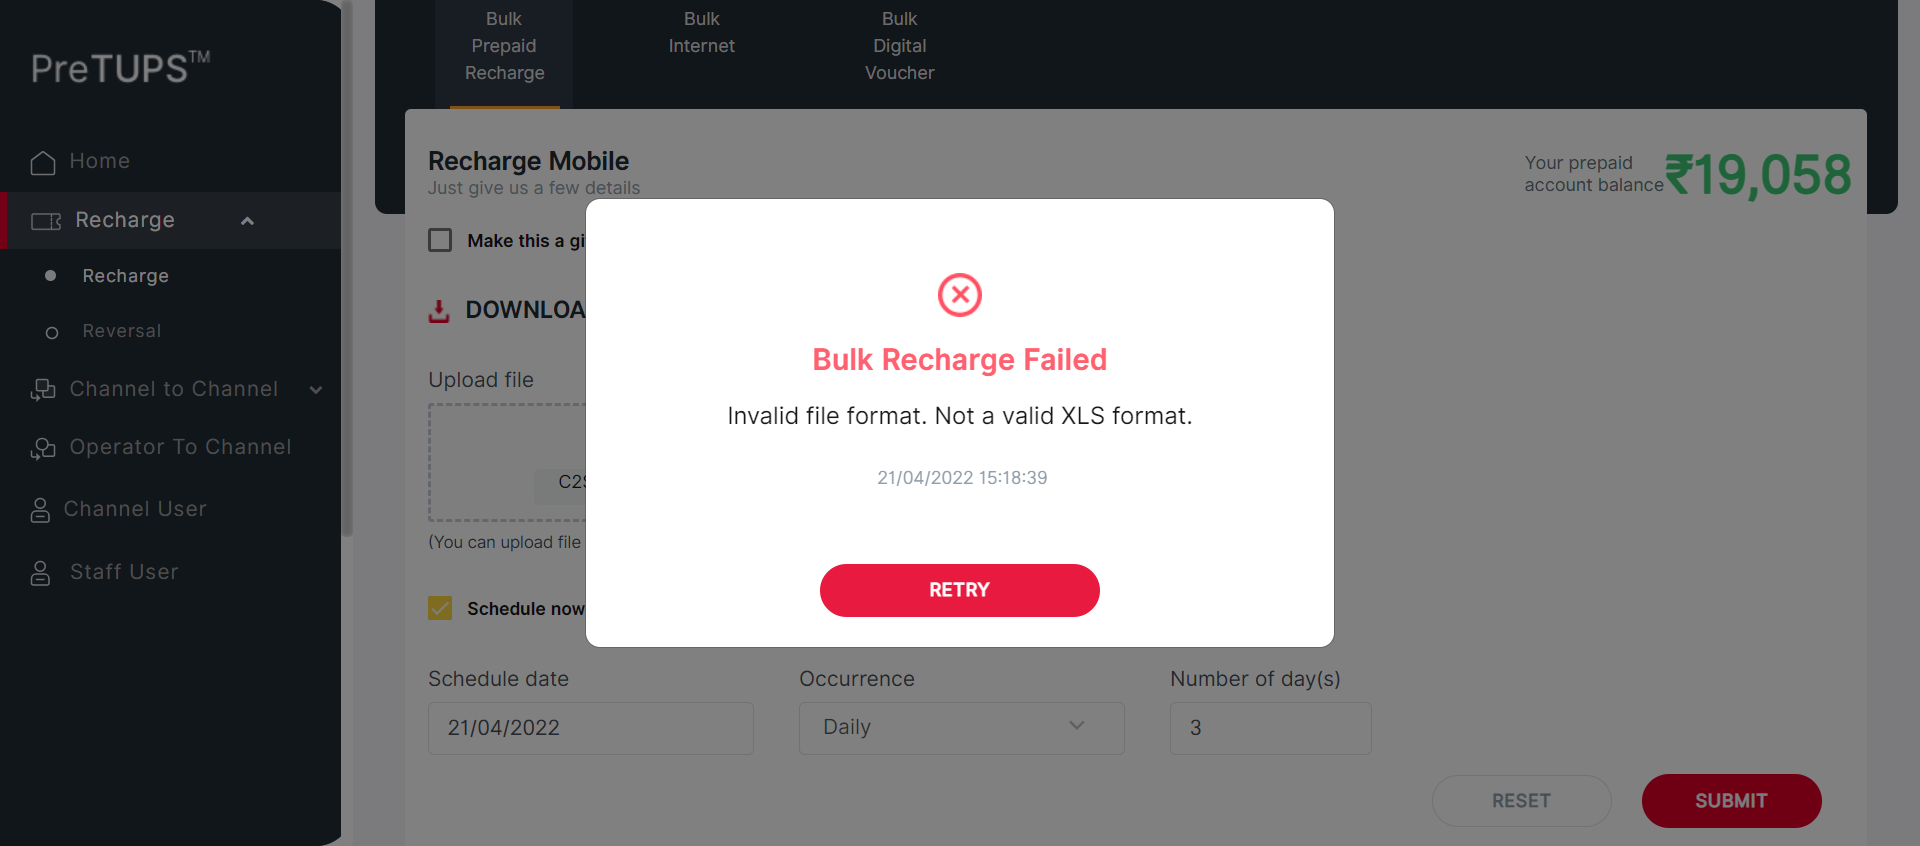 PreTUPS™
Home
Recharge
Recharge
Reversal
Channel to Channel
Operator To Channel
Channel User
Staff User
Bulk
Prepaid
Recharge
Bulk
Internet
Bulk
Digital
Voucher
Recharge Mobile
Just give us a few details
Your prepaid
account balance
₹19,058
Make this a
Upload file
(You can upload file
Schedule now
Bulk Recharge Failed
Invalid file format. Not a valid XLS format.
21/04/2022 15:18:39
RETRY
Schedule date
Occurrence
Number of day(s)
21/04/2022
Daily
3
RESET
SUBMIT